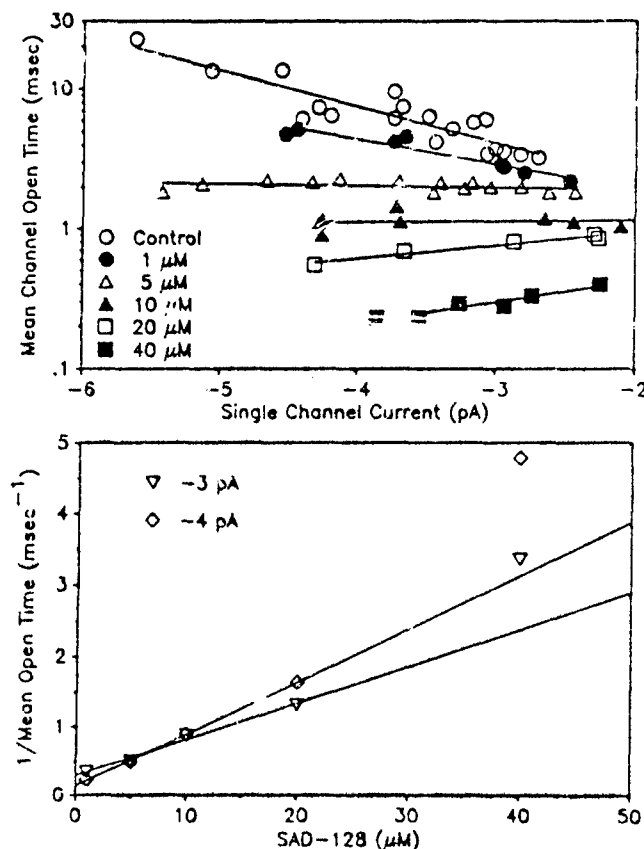 30
10
1
.1
Mean Channel Open Time (msec)
Control
1 μM
5 μM
10 μM
20 μM
40 μM
−6 −5 −4 −3 −2
Single Channel Current (pA)
5
4
3
2
1
0
1/Mean Open Time (msec⁻¹)
−3 pA
−4 pA
0 10 20 30 40 50
SAD-128 (μM)